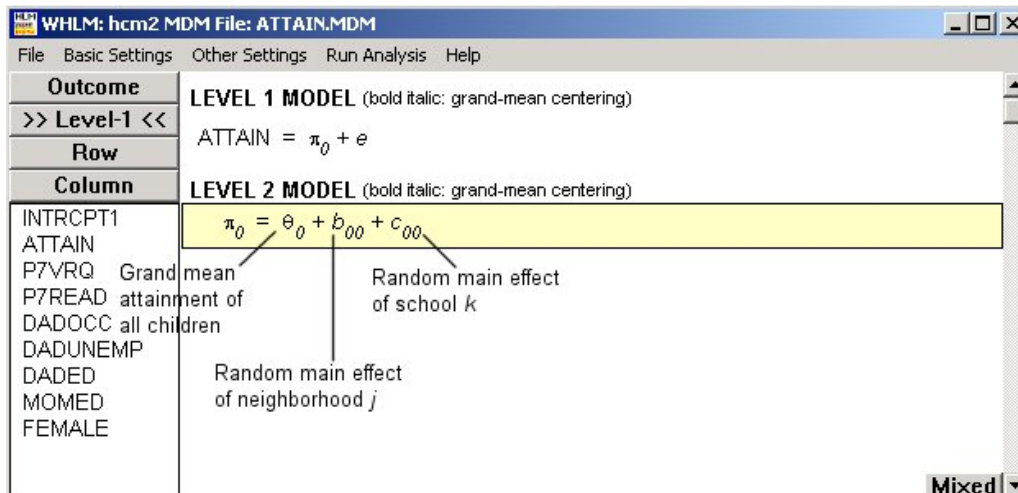 WHLM: hcm2 MDM File: ATTAIN.MDM
File Basic Settings Other Settings Run Analysis Help
Outcome
>> Level-1 <<
Row
Column
INTRCPT1
ATTAIN
P7VRQ
P7READ
DADOCC
DADUNEMP
DADED
MOMED
FEMALE
LEVEL 1 MODEL (bold italic: grand-mean centering)
ATTAIN = π0 + e
LEVEL 2 MODEL (bold italic: grand-mean centering)
π0 = θ0 + b00 + c00
Grand mean
attainment of
all children
Random main effect
of school k
Random main effect
of neighborhood j
Mixed